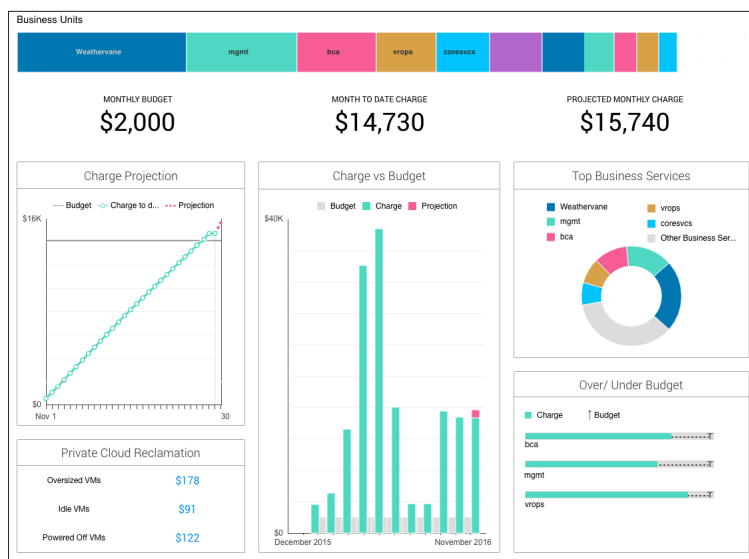 Business Units
Weathervane mgmt bca vrops coresvcs
MONTHLY BUDGET
$2,000
MONTH TO DATE CHARGE
$14,730
PROJECTED MONTHLY CHARGE
$15,740
Charge Projection
Budget Charge to d... Projection
$16K
$0
Nov 1 30
Private Cloud Reclamation
Oversized VMs $178
Idle VMs $91
Powered Off VMs $122
Charge vs Budget
Budget Charge Projection
$40K
$0
December 2015 November 2016
Top Business Services
Weathervane vrops
mgmt coresvcs
bca Other Business Ser...
Over/ Under Budget
Charge Budget
bca
mgmt
vrops